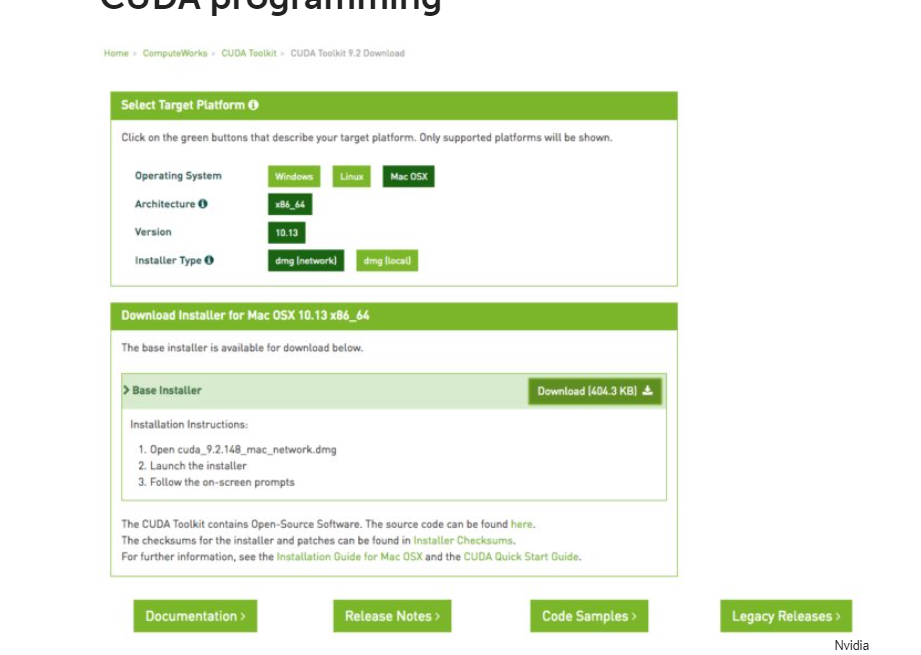 CUDA programming
Home > ComputeWorks > CUDA Toolkit > CUDA Toolkit 9.2 Download
Select Target Platform
Click on the green buttons that describe your target platform. Only supported platforms will be shown.
Operating System Windows Linux Mac OSX
Architecture x86_64
Version 10.13
Installer Type dmg (network) dmg (local)
Download Installer for Mac OSX 10.13 x86_64
The base installer is available for download below.
> Base Installer Download (404.3 KB)
Installation Instructions:
1. Open cuda_9.2.148_mac_network.dmg
2. Launch the installer
3. Follow the on-screen prompts
The CUDA Toolkit contains Open-Source Software. The source code can be found here.
The checksums for the installer and patches can be found in Installer Checksums.
For further information, see the Installation Guide for Mac OSX and the CUDA Quick Start Guide.
Documentation > Release Notes > Code Samples > Legacy Releases >
Nvidia